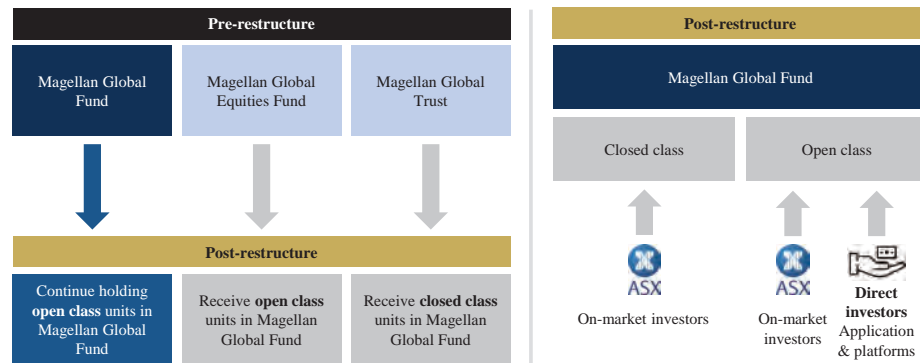 Pre-restructure
Magellan Global
Fund
Magellan Global
Equities Fund
Magellan Global
Trust
Post-restructure
Continue holding
open class units in
Magellan Global
Fund
Receive open class
units in Magellan
Global Fund
Receive closed class
units in Magellan
Global Fund
Post-restructure
Magellan Global Fund
Closed class
Open class
ASX
On-market investors
ASX
On-market
investors
Direct
investors
Application
& platforms